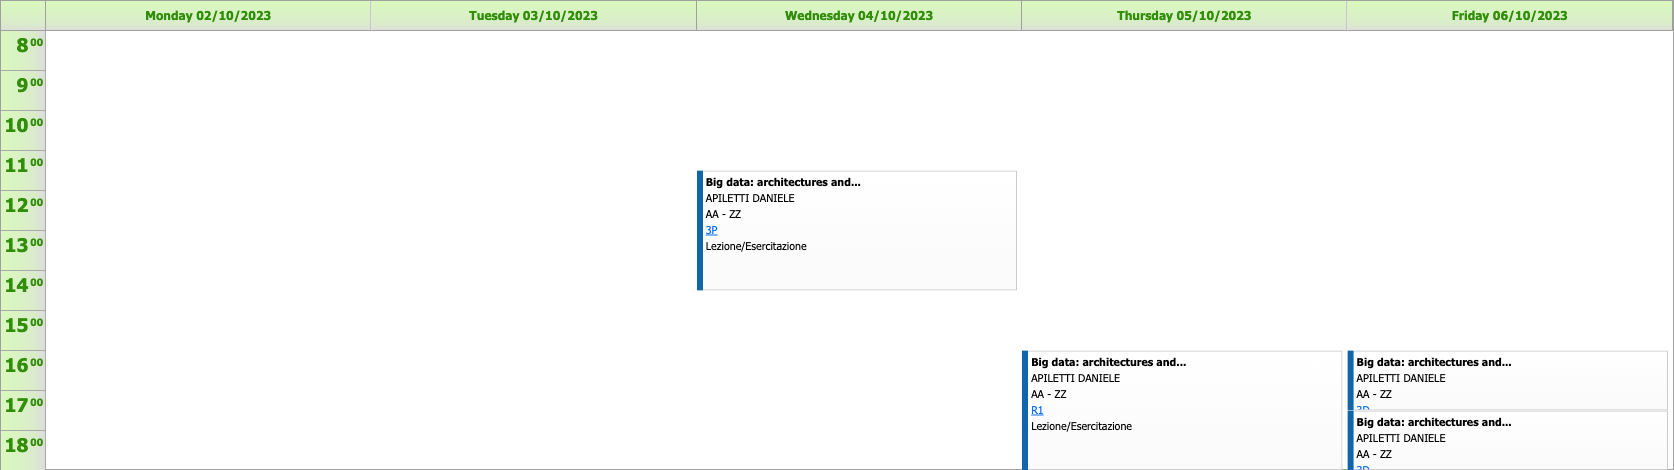 Monday 02/10/2023
Tuesday 03/10/2023
Wednesday 04/10/2023
Thursday 05/10/2023
Friday 06/10/2023
8 00
9 00
10 00
11 00
12 00
13 00
14 00
15 00
16 00
17 00
18 00
Big data: architectures and...
APILETTI DANIELE
AA - ZZ
3P
Lezione/Esercitazione
Big data: architectures and...
APILETTI DANIELE
AA - ZZ
R1
Lezione/Esercitazione
Big data: architectures and...
APILETTI DANIELE
AA - ZZ
Big data: architectures and...
APILETTI DANIELE
AA - ZZ